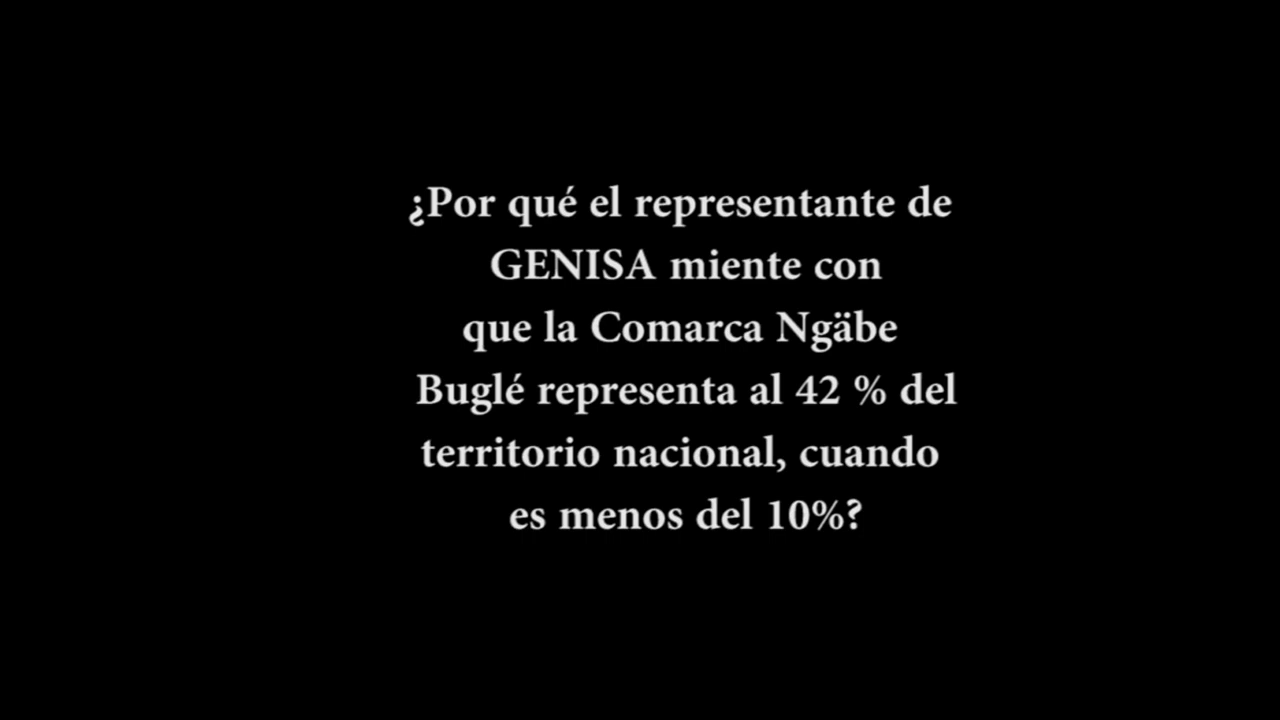 ¿Por qué el representante de
GENISA miente con
que la Comarca Ngäbe
Buglé representa al 42 % del
territorio nacional, cuando
es menos del 10%?